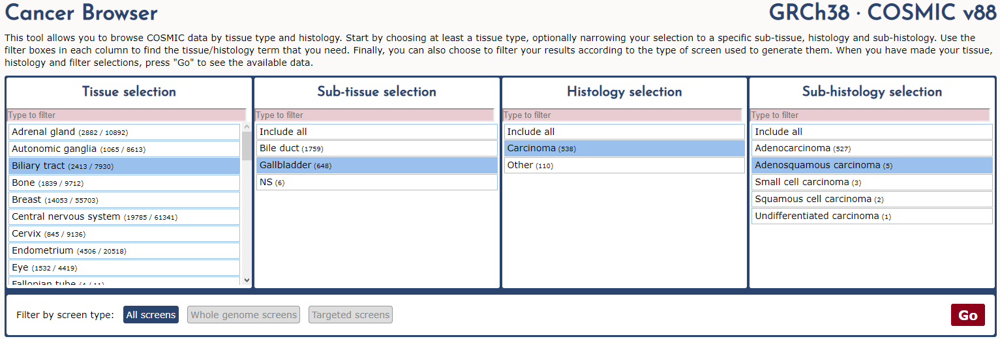 Cancer Browser
GRCh38 · COSMIC v88
This tool allows you to browse COSMIC data by tissue type and histology. Start by choosing at least a tissue type, optionally narrowing your selection to a specific sub-tissue, histology and sub-histology. Use the
filter boxes in each column to find the tissue/histology term that you need. Finally, you can also choose to filter your results according to the type of screen used to generate them. When you have made your tissue,
histology and filter selections, press "Go" to see the available data.
Tissue selection
Type to filter
Adrenal gland (2882 / 10892)
Autonomic ganglia (1065 / 8613)
Biliary tract (2413 / 7930)
Bone (1839 / 9712)
Breast (14053 / 55703)
Central nervous system (19785 / 61341)
Cervix (845 / 9136)
Endometrium (4506 / 20518)
Eye (1532 / 4419)
Fallopian tube (4 / 11)
Sub-tissue selection
Type to filter
Include all
Bile duct (1759)
Gallbladder (648)
NS (6)
Histology selection
Type to filter
Include all
Carcinoma (538)
Other (110)
Sub-histology selection
Type to filter
Include all
Adenocarcinoma (527)
Adenosquamous carcinoma (5)
Small cell carcinoma (3)
Squamous cell carcinoma (2)
Undifferentiated carcinoma (1)
Filter by screen type:
All screens
Whole genome screens
Targeted screens
Go